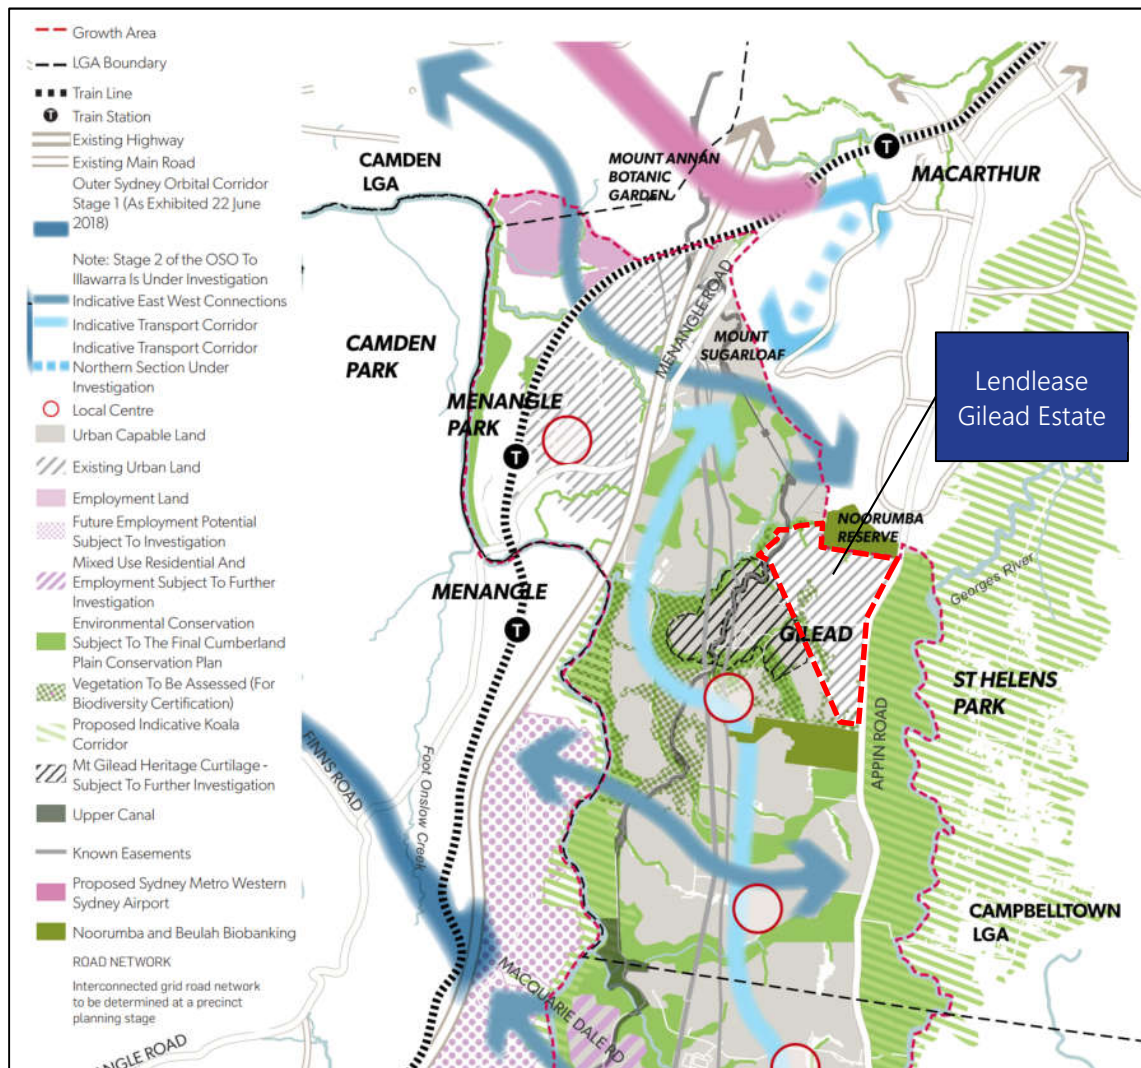 Growth Area
LGA Boundary
Train Line
T
Train Station
Existing Highway
Existing Main Road
Outer Sydney Orbital Corridor
Stage 1 (As Exhibited 22 June
2018)
Note: Stage 2 of the OSO To
Illawarra Is Under Investigation
Indicative East West Connections
Indicative Transport Corridor
Indicative Transport Corridor
Northern Section Under
Investigation
Local Centre
Urban Capable Land
Existing Urban Land
Employment Land
Future Employment Potential
Subject To Investigation
Mixed Use Residential And
Employment Subject To Further
Investigation
Environmental Conservation
Subject To The Final Cumberland
Plain Conservation Plan
Vegetation To Be Assessed (For
Biodiversity Certification)
Proposed Indicative Koala
Corridor
Mt Gilead Heritage Curtilage -
Subject To Further Investigation
Upper Canal
Known Easements
Proposed Sydney Metro Western
Sydney Airport
Noorumba and Beulah Biobanking
ROAD NETWORK
Interconnected grid road network
to be determined at a precinct
planning stage
CAMDEN
LGA
MOUNT ANNAN
BOTANIC
GARDEN
T
MACARTHUR
CAMDEN
PARK
MENANGLE ROAD
MOUNT
SUGARLOAF
Lendlease
Gilead Estate
MENANGLE
PARK
T
NOORUMBA
RESERVE
Georges River
MENANGLE
T
GILEAD
ST HELENS
PARK
APPIN ROAD
FINNS ROAD
Foot Onslow Creek
CAMPBELLTOWN
LGA
MACQUARIE DALE RD
ANGLE ROAD